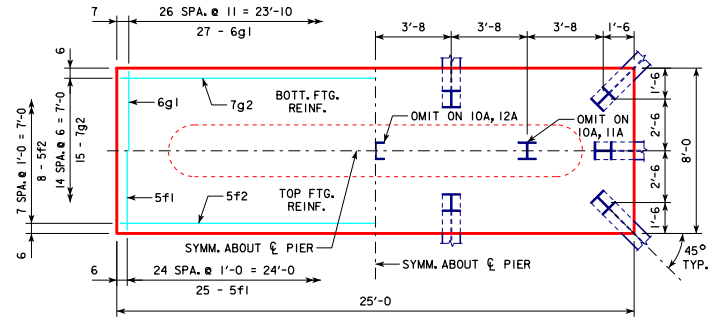 7
26 SPA. @ 11 = 23'-10
27 - 6g1
3'-8
3'-8
3'-8
1'-6
6
6g1
7g2
BOTT. FTG.
REINF.
OMIT ON 10A, 12A
OMIT ON
10A, 11A
1'-6
2'-6
8'-0
2'-6
1'-6
7 SPA. @ 1'-0 = 7'-0
8 - 5f2
14 SPA. @ 6 = 7'-0
15 - 7g2
5f1
5f2
TOP FTG.
REINF.
SYMM. ABOUT ℄ PIER
SYMM. ABOUT ℄ PIER
45°
TYP.
6
6
24 SPA. @ 1'-0 = 24'-0
25 - 5f1
25'-0